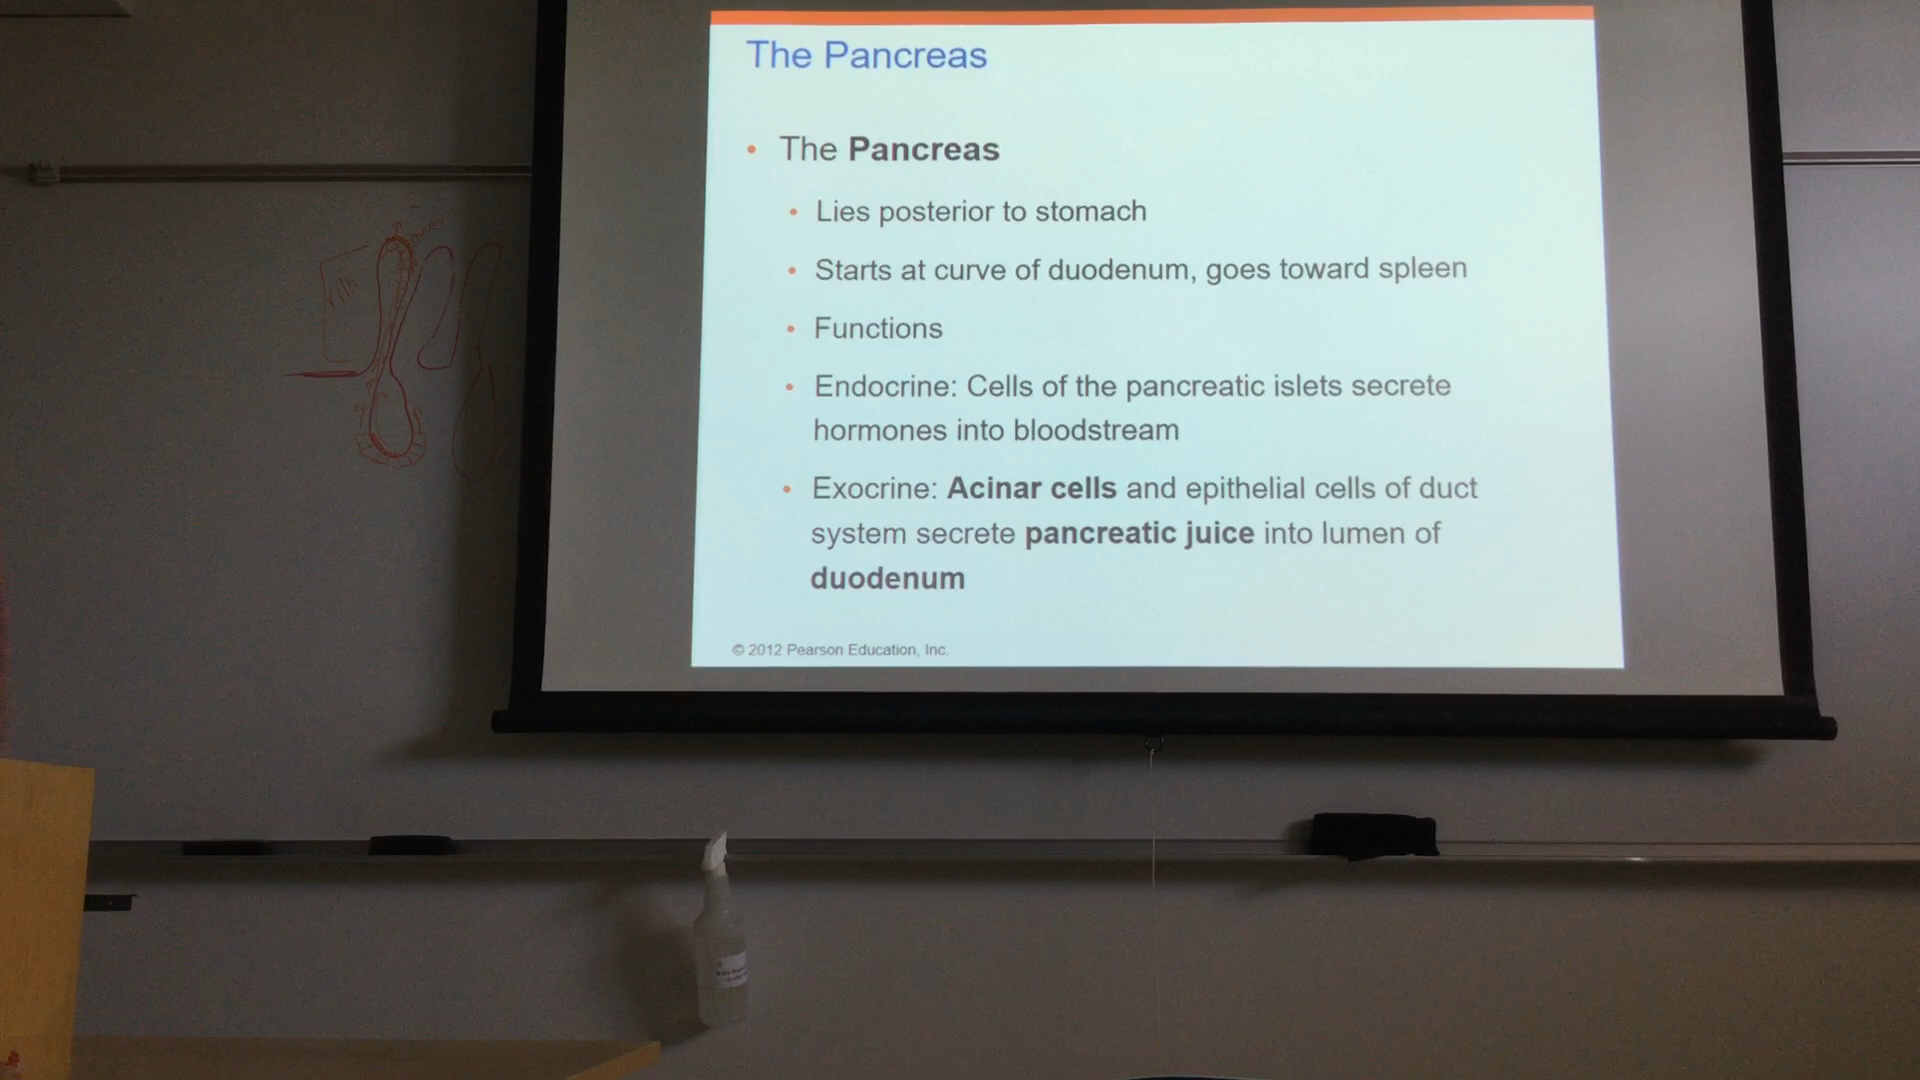 The Pancreas
• The Pancreas
• Lies posterior to stomach
• Starts at curve of duodenum, goes toward spleen
• Functions
• Endocrine: Cells of the pancreatic islets secrete
hormones into bloodstream
• Exocrine: Acinar cells and epithelial cells of duct
system secrete pancreatic juice into lumen of
duodenum
© 2012 Pearson Education, Inc.
Villi